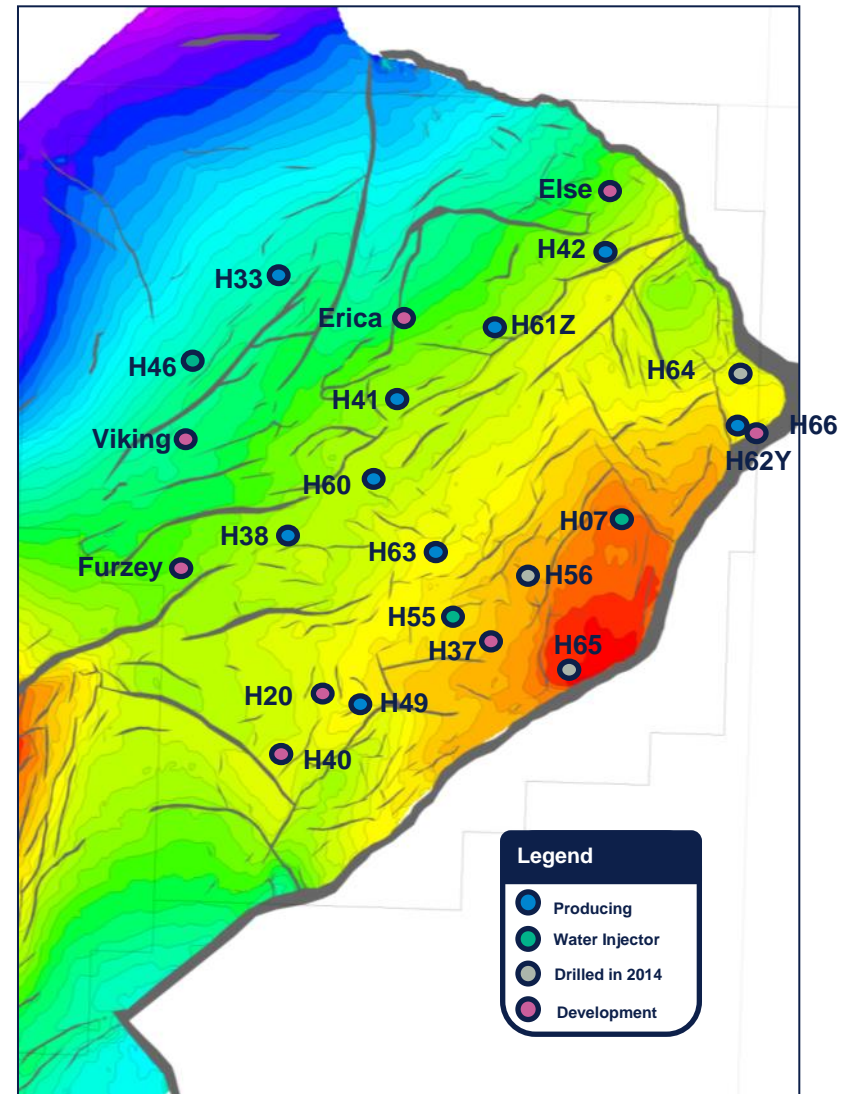 Else
H42
H33
Erica
H61Z
H46
H64
H41
Viking
H66
H62Y
H60
H07
H38
H63
Furzey
H56
H55
H37
H65
H20
H49
H40
Legend
Producing
Water Injector
Drilled in 2014
Development